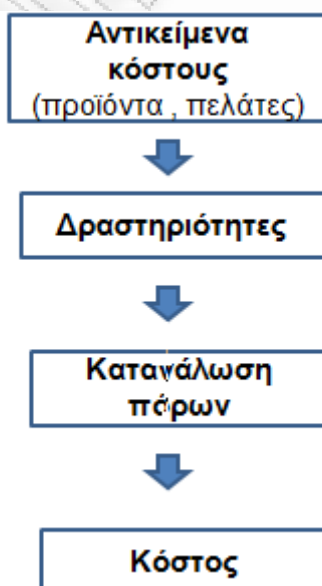 Αντικείμενα
κόστους
(προϊόντα , πελάτες)
Δραστηριότητες
Κατανάλωση
πόρων
Κόστος